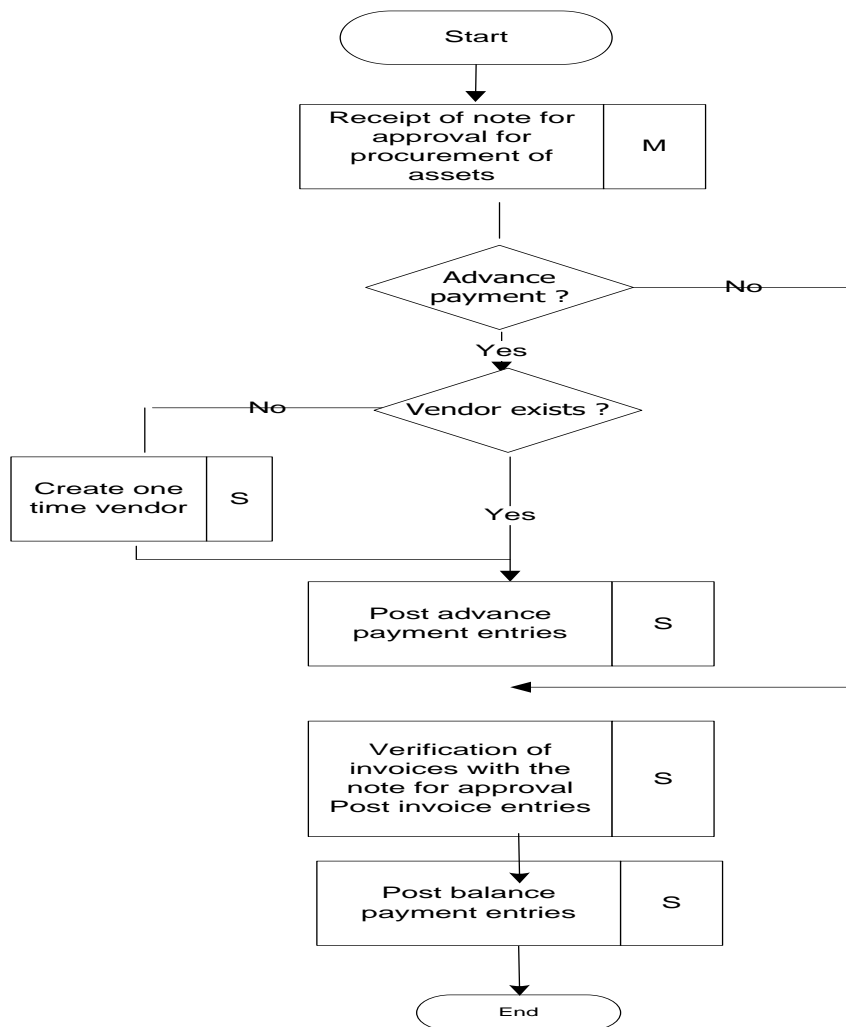 Start
Receipt of note for
approval for
procurement of
assets
M
Advance
payment ?
No
Yes
Vendor exists ?
No
Create one
time vendor
S
Yes
Post advance
payment entries
S
Verification of
invoices with the
note for approval
Post invoice entries
S
Post balance
payment entries
S
End